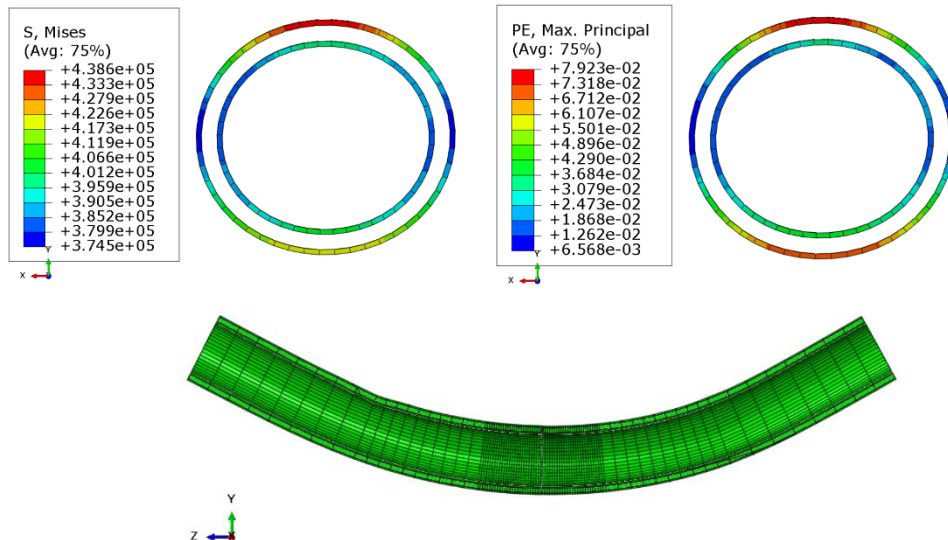 S, Mises
(Avg: 75%)
+4.386e+05
+4.333e+05
+4.279e+05
+4.226e+05
+4.173e+05
+4.119e+05
+4.066e+05
+4.012e+05
+3.959e+05
+3.905e+05
+3.852e+05
+3.799e+05
+3.745e+05
Y
X
PE, Max. Principal
(Avg: 75%)
+7.923e-02
+7.318e-02
+6.712e-02
+6.107e-02
+5.501e-02
+4.896e-02
+4.290e-02
+3.684e-02
+3.079e-02
+2.473e-02
+1.868e-02
+1.262e-02
+6.568e-03
Y
X
Y
Z
X